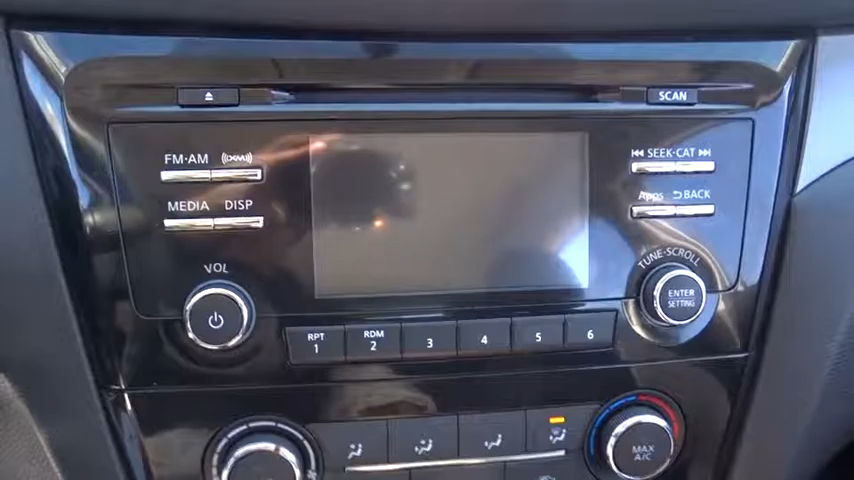 SCAN
FM·AM ((SXM))
SEEK·CAT
MEDIA DISP
Apps BACK
VOL
TUNE·SCROLL
ENTER
SETTING
RPT
1
RDM
2
3
4
5
6
MAX
A/C